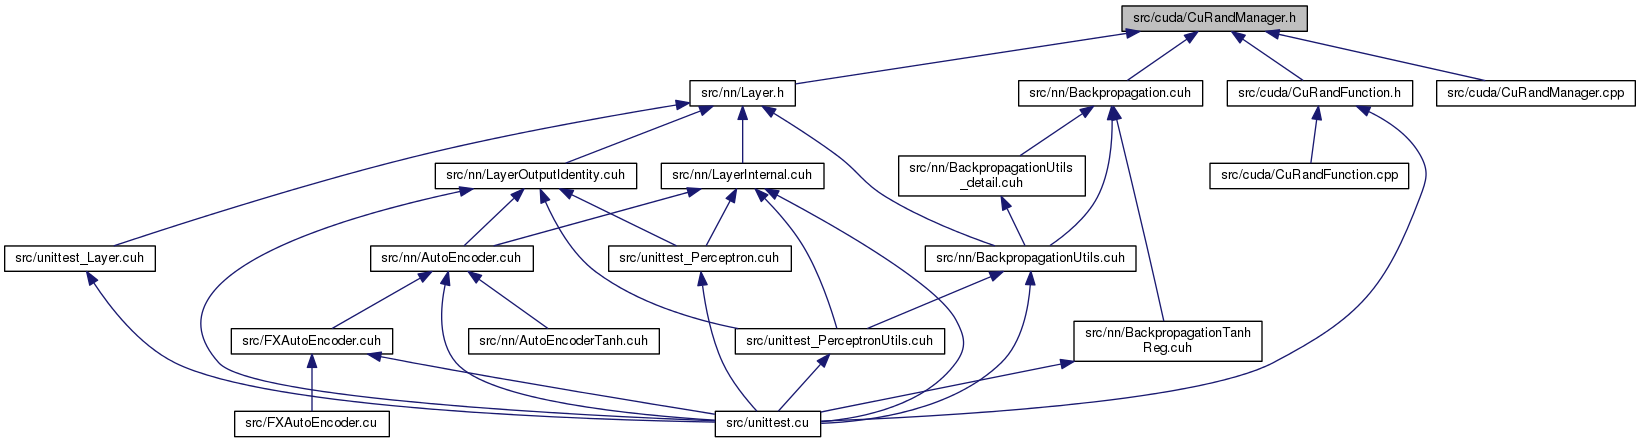 src/cuda/CuRandManager.h
src/nn/Layer.h
src/nn/Backpropagation.cuh
src/cuda/CuRandFunction.h
src/cuda/CuRandManager.cpp
src/nn/LayerOutputIdentity.cuh
src/nn/LayerInternal.cuh
src/nn/BackpropagationUtils
_detail.cuh
src/cuda/CuRandFunction.cpp
src/unittest_Layer.cuh
src/nn/AutoEncoder.cuh
src/unittest_Perceptron.cuh
src/nn/BackpropagationUtils.cuh
src/FXAutoEncoder.cuh
src/nn/AutoEncoderTanh.cuh
src/unittest_PerceptronUtils.cuh
src/nn/BackpropagationTanh
Reg.cuh
src/FXAutoEncoder.cu
src/unittest.cu